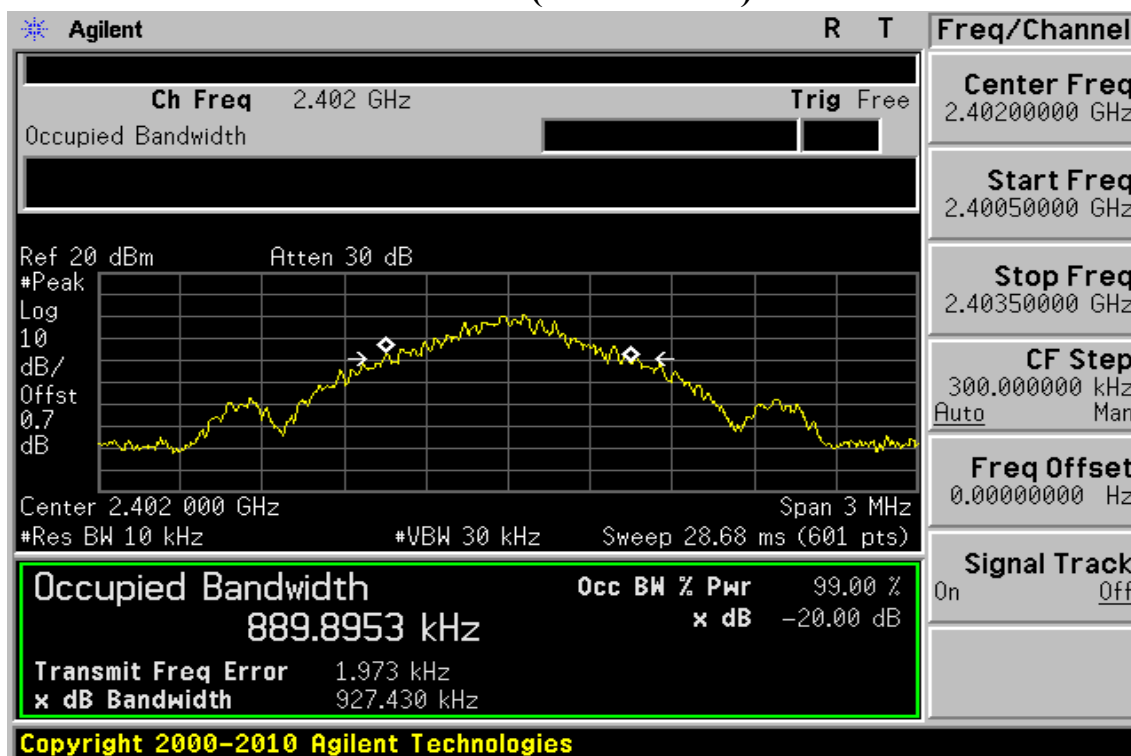 Agilent R T Freq/Channel
Ch Freq 2.402 GHz Trig Free
Occupied Bandwidth
Center Freq
2.40200000 GHz
Start Freq
2.40050000 GHz
Stop Freq
2.40350000 GHz
CF Step
300.000000 kHz
Auto Man
Freq Offset
0.00000000 Hz
Signal Track
On Off
Ref 20 dBm Atten 30 dB
#Peak
Log
10
dB/
Offst
0.7
dB
Center 2.402 000 GHz Span 3 MHz
#Res BW 10 kHz #VBW 30 kHz Sweep 28.68 ms (601 pts)
Occupied Bandwidth Occ BW % Pwr 99.00 %
889.8953 kHz x dB -20.00 dB
Transmit Freq Error 1.973 kHz
x dB Bandwidth 927.430 kHz
Copyright 2000-2010 Agilent Technologies